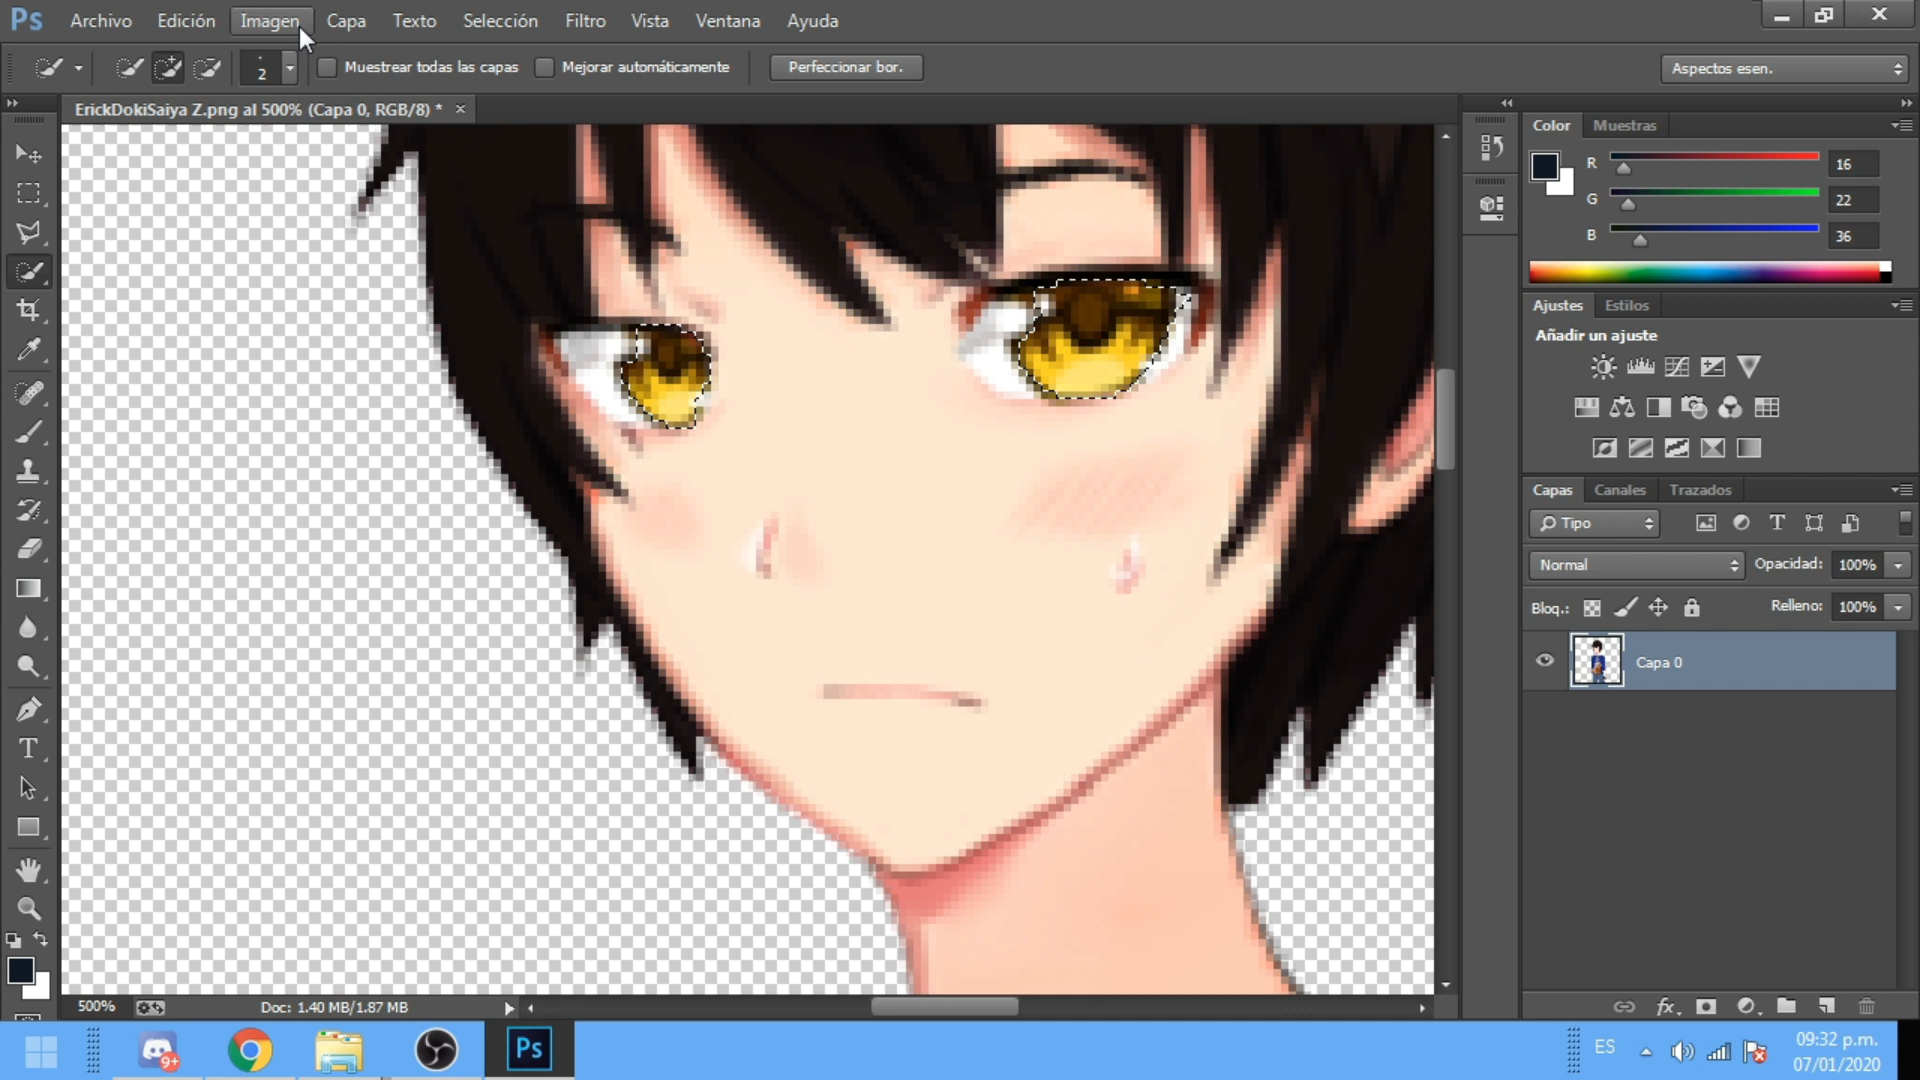 Ps Archivo Edición Imagen Capa Texto Selección Filtro Vista Ventana Ayuda
2 Muestrear todas las capas Mejorar automáticamente Perfeccionar bor. Aspectos esen.
ErickDokiSaiya Z.png al 500% (Capa 0, RGB/8) * ×
Color Muestras
R 16
G 22
B 36
Ajustes Estilos
Añadir un ajuste
Capas Canales Trazados
Tipo
Normal Opacidad: 100%
Bloq.: Relleno: 100%
Capa 0
500% Doc: 1.40 MB/1.87 MB
9+ Ps ES 09:32 p.m.
07/01/2020